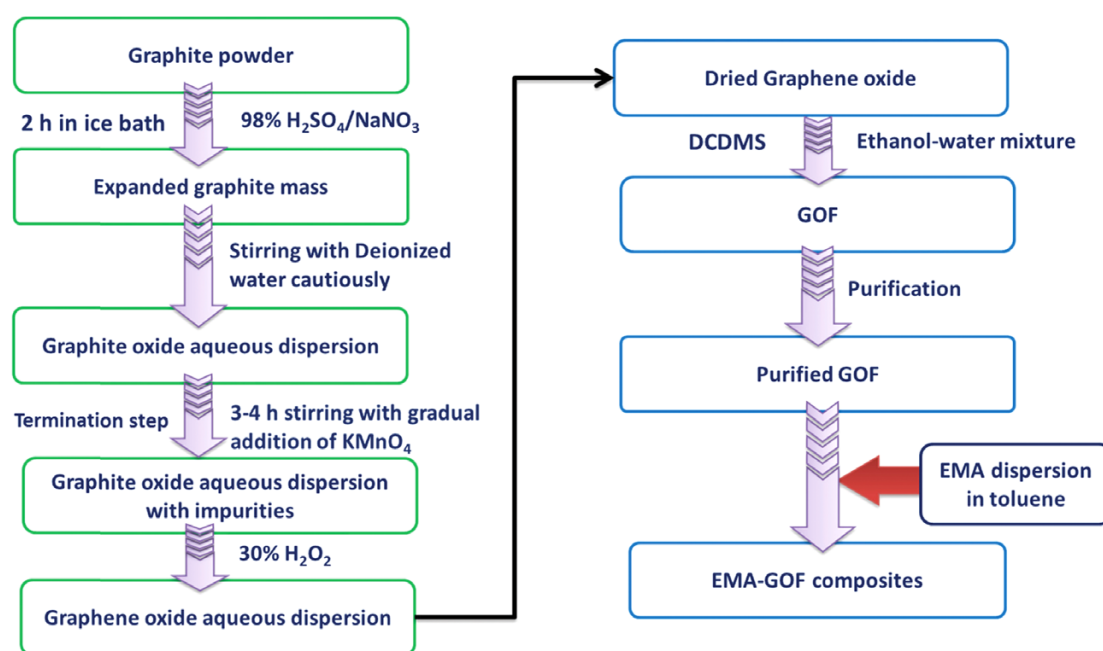 Graphite powder
2 h in ice bath
98% H₂SO₄/NaNO₃
Expanded graphite mass
Stirring with Deionized
water cautiously
Graphite oxide aqueous dispersion
Termination step
3-4 h stirring with gradual
addition of KMnO₄
Graphite oxide aqueous dispersion
with impurities
30% H₂O₂
Graphene oxide aqueous dispersion
Dried Graphene oxide
DCDMS
Ethanol-water mixture
GOF
Purification
Purified GOF
EMA dispersion
in toluene
EMA-GOF composites